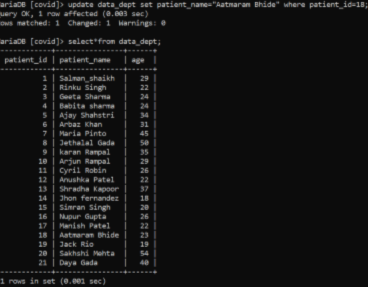 ariaDB [covid]> update data_dept set patient_name="Aatmaram Bhide" where patient_id=18;
uery OK, 1 row affected (0.003 sec)
ows matched: 1  Changed: 1  Warnings: 0
ariaDB [covid]> select*from data_dept;
------------+----------------+------+
 patient_id | patient_name   | age  |
------------+----------------+------+
          1 | Salman_shaikh  |   29 |
          2 | Rinku Singh    |   22 |
          3 | Geeta Sharma   |   24 |
          4 | Babita sharma  |   24 |
          5 | Ajay Shahstri  |   34 |
          6 | Arbaz Khan     |   31 |
          7 | Maria Pinto    |   45 |
          8 | Jethalal Gada  |   50 |
          9 | karan Rampal   |   35 |
         10 | Arjun Rampal   |   29 |
         11 | Cyril Robin    |   26 |
         12 | Anushka Patel  |   22 |
         13 | Shradha Kapoor |   37 |
         14 | Jhon fernandez |   18 |
         15 | Simran Singh   |   20 |
         16 | Nupur Gupta    |   26 |
         17 | Manish Patel   |   22 |
         18 | Aatmaram Bhide |   23 |
         19 | Jack Rio       |   19 |
         20 | Sakhshi Mehta  |   54 |
         21 | Daya Gada      |   40 |
------------+----------------+------+
1 rows in set (0.001 sec)